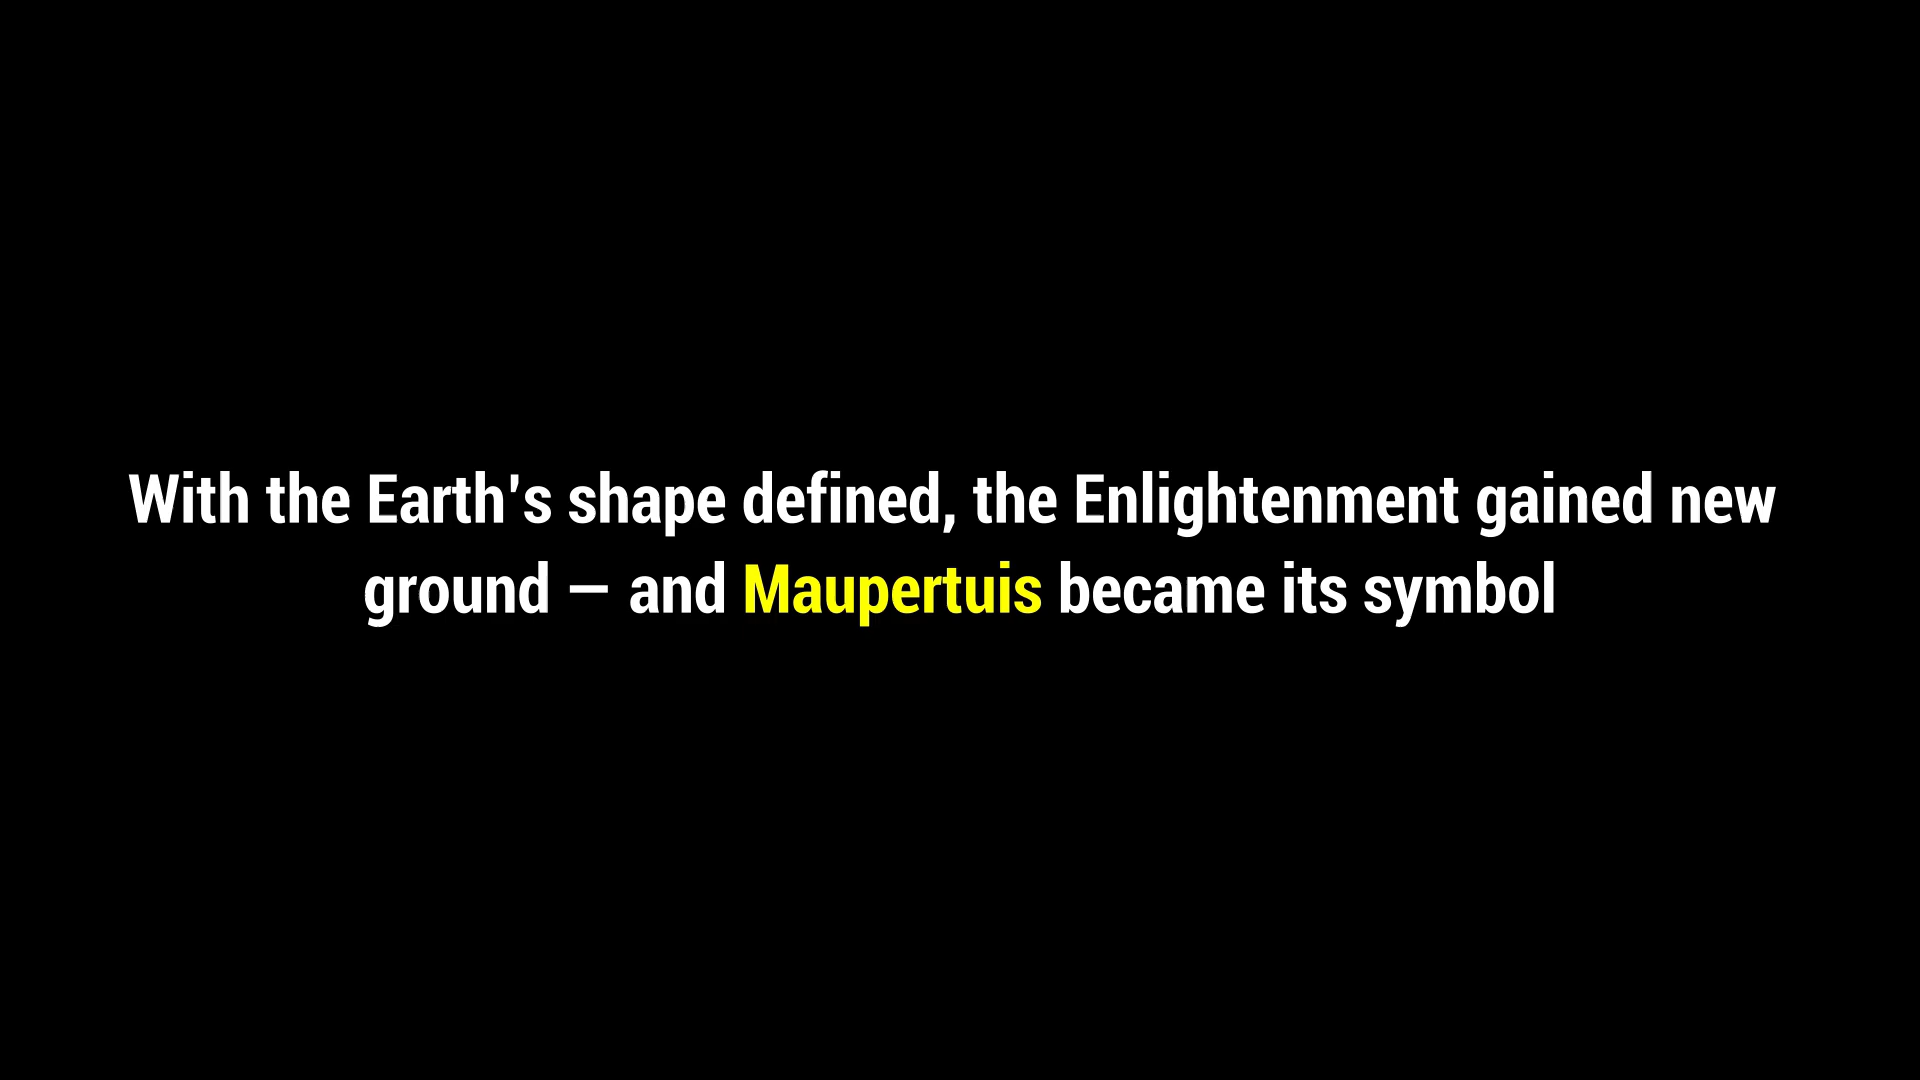 With the Earth's shape defined, the Enlightenment gained new
ground — and Maupertuis became its symbol